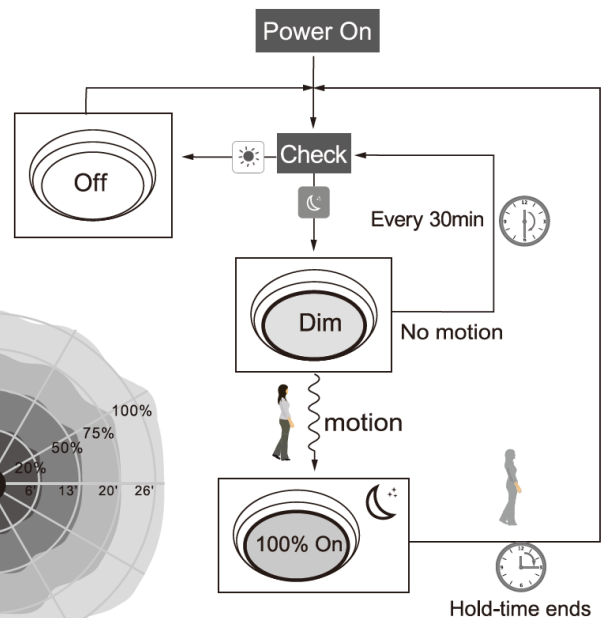 Power On
Check
Off
Every 30min
Dim
No motion
100%
75%
50%
20%
motion
6' 13' 20' 26'
100% On
Hold-time ends